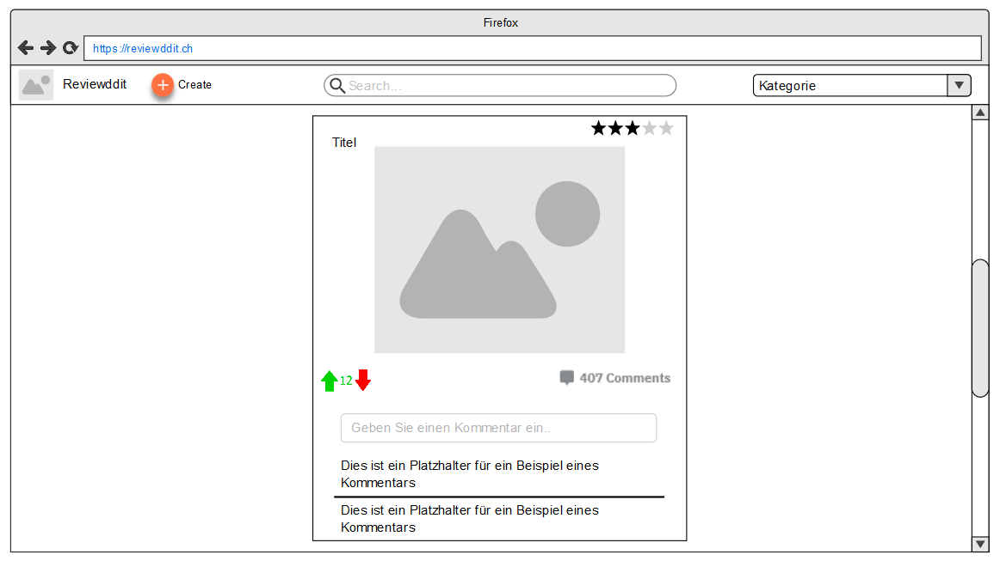 Firefox
https://reviewddit.ch
Reviewddit
Create
Search...
Kategorie
Titel
12
407 Comments
Geben Sie einen Kommentar ein..
Dies ist ein Platzhalter für ein Beispiel eines
Kommentars
Dies ist ein Platzhalter für ein Beispiel eines
Kommentars